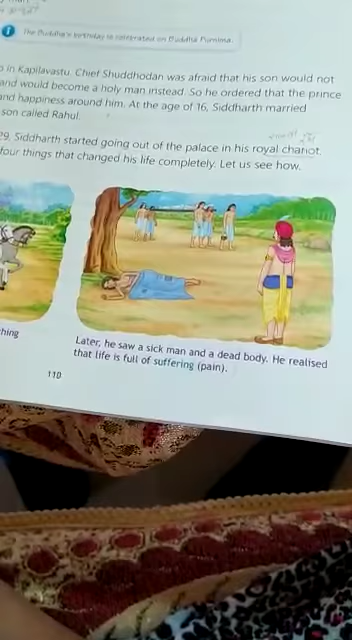 The Buddha's birthday is celebrated on Buddha Purnima.
in Kapilavastu. Chief Shuddhodan was afraid that his son would not
and would become a holy man instead. So he ordered that the prince
and happiness around him. At the age of 16, Siddharth married
son called Rahul.
29. Siddharth started going out of the palace in his royal chariot.
four things that changed his life completely. Let us see how.
hing
Later, he saw a sick man and a dead body. He realised
that life is full of suffering (pain).
110